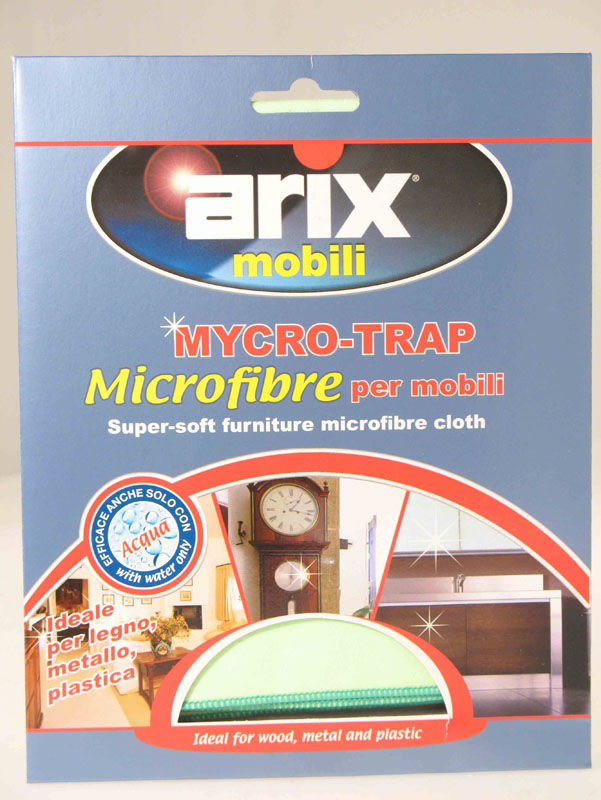 arix®
mobili
MYCRO-TRAP
Microfibre per mobili
Super-soft furniture microfibre cloth
EFFICACE ANCHE SOLO CON
Acqua
with water only
Ideale
per legno,
metallo,
plastica
Ideal for wood, metal and plastic